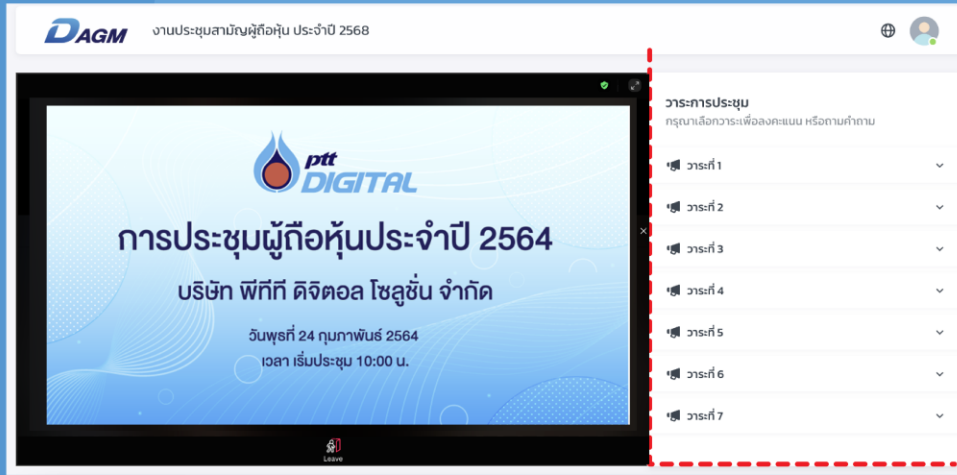 DAGM
งานประชุมสามัญผู้ถือหุ้น ประจำปี 2568
ptt
DIGITAL
การประชุมผู้ถือหุ้นประจำปี 2564
บริษัท พีทีที ดิจิตอล โซลูชั่น จำกัด
วันพุธที่ 24 กุมภาพันธ์ 2564
เวลา เริ่มประชุม 10:00 น.
Leave
วาระการประชุม
กรุณาเลือกวาระเพื่อลงคะแนน หรือถามคำถาม
วาระที่ 1
วาระที่ 2
วาระที่ 3
วาระที่ 4
วาระที่ 5
วาระที่ 6
วาระที่ 7